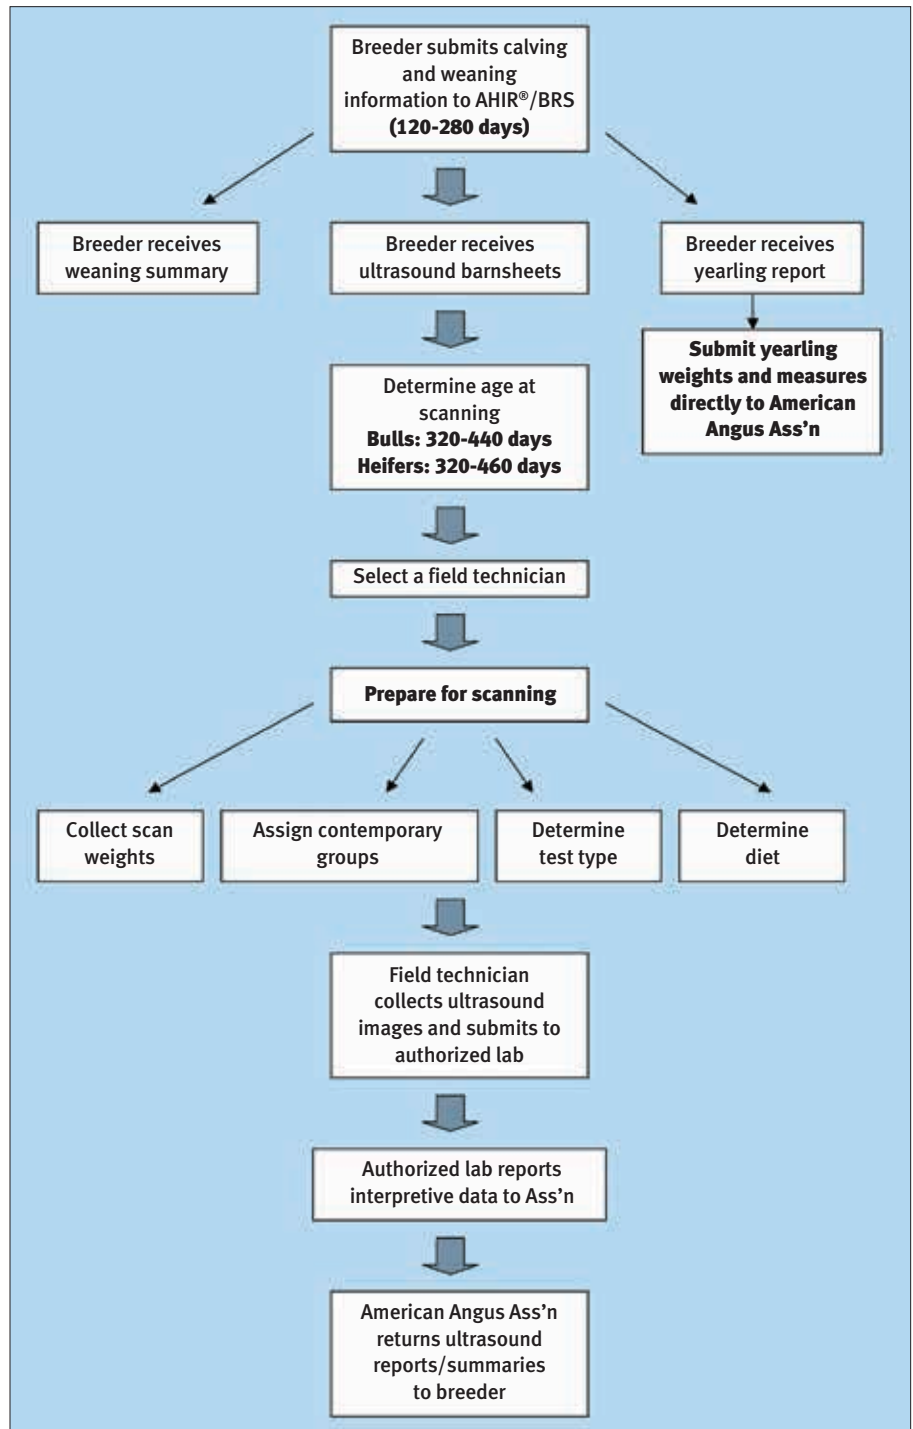 Breeder submits calving
and weaning
information to AHIR®/BRS
(120-280 days)
Breeder receives
weaning summary
Breeder receives
ultrasound barnsheets
Breeder receives
yearling report
Submit yearling
weights and measures
directly to American
Angus Ass’n
Determine age at
scanning
Bulls: 320-440 days
Heifers: 320-460 days
Select a field technician
Prepare for scanning
Collect scan
weights
Assign contemporary
groups
Determine
test type
Determine
diet
Field technician
collects ultrasound
images and submits to
authorized lab
Authorized lab reports
interpretive data to Ass’n
American Angus Ass’n
returns ultrasound
reports/summaries
to breeder